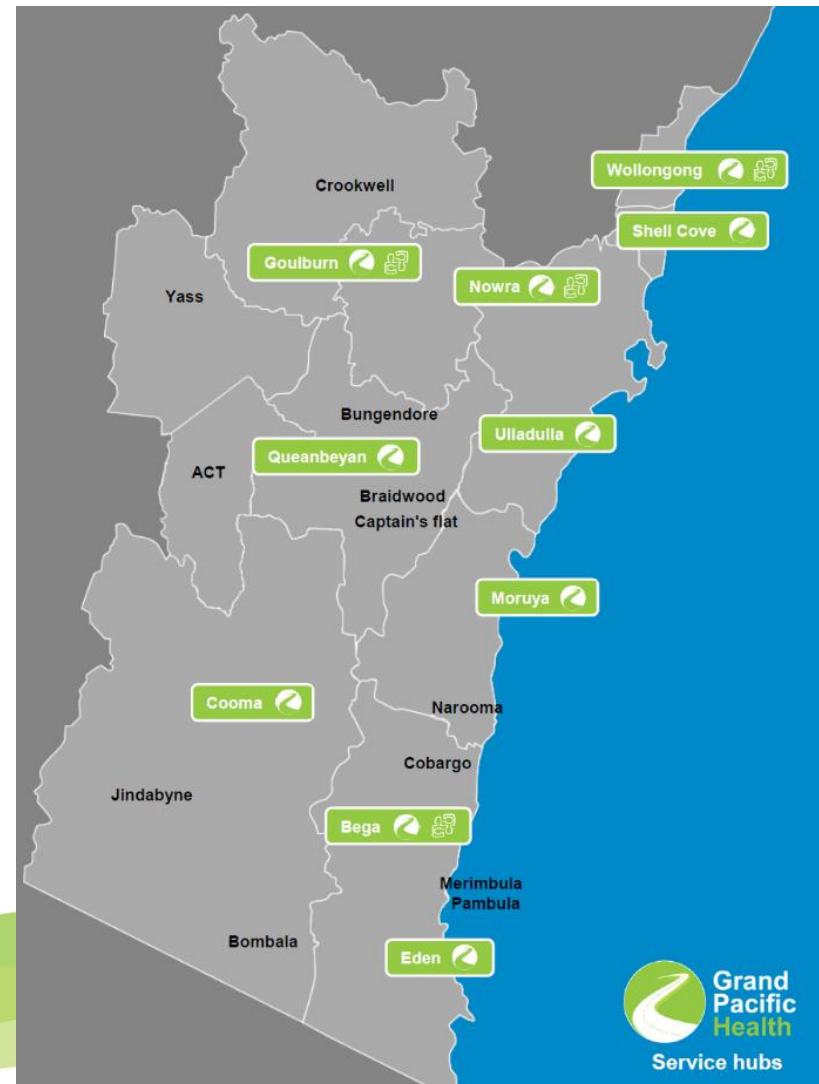 Crookwell
Wollongong
Shell Cove
Goulburn
Nowra
Yass
Bungendore
Ulladulla
Queanbeyan
ACT
Braidwood
Captain's flat
Moruya
Cooma
Narooma
Cobargo
Jindabyne
Bega
Merimbula
Pambula
Bombala
Eden
Grand
Pacific
Health
Service hubs